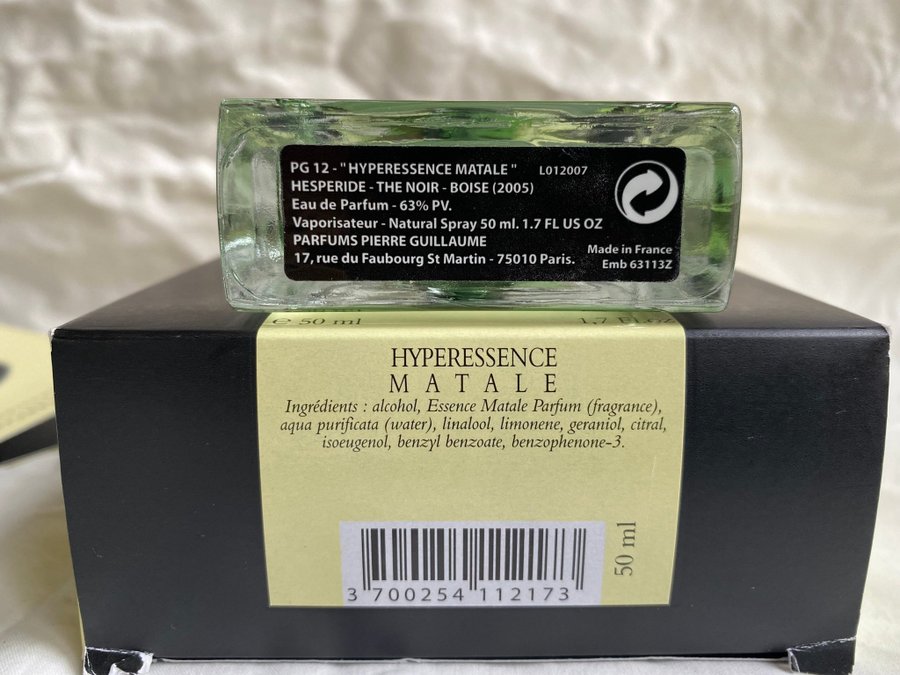 PG 12 - " HYPERESSENCE MATALE " L012007
HESPERIDE - THE NOIR - BOISE (2005)
Eau de Parfum - 63% PV.
Vaporisateur - Natural Spray 50 ml. 1.7 FL US OZ
PARFUMS PIERRE GUILLAUME
17, rue du Faubourg St Martin - 75010 Paris.
Made in France
Emb 63113Z
e 50 ml
HYPERESSENCE
MATALE
Ingrédients : alcohol, Essence Matale Parfum (fragrance),
aqua purificata (water), linalool, limonene, geraniol, citral,
isoeugenol, benzyl benzoate, benzophenone-3.
50 ml
3 700254 112173